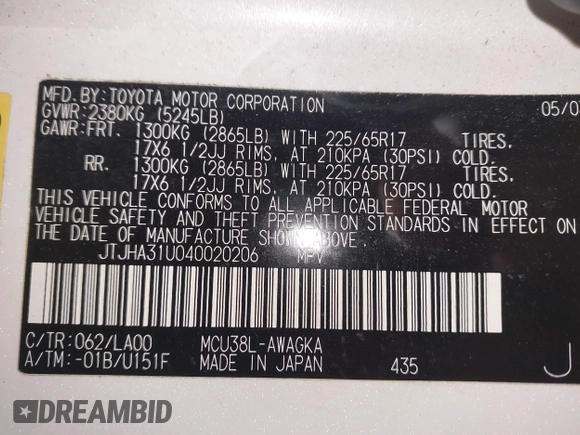 MFD.BY:TOYOTA MOTOR CORPORATION 05/0
GVWR:2380KG (5245LB)
GAWR:FRT. 1300KG (2865LB) WITH 225/65R17 TIRES,
17X6 1/2JJ RIMS, AT 210KPA (30PSI) COLD.
RR. 1300KG (2865LB) WITH 225/65R17 TIRES,
17X6 1/2JJ RIMS, AT 210KPA (30PSI) COLD.
THIS VEHICLE CONFORMS TO ALL APPLICABLE FEDERAL MOTOR
VEHICLE SAFETY AND THEFT PREVENTION STANDARDS IN EFFECT ON
THE DATE OF MANUFACTURE SHOWN ABOVE.
JTJHA31U040020206 MPV
C/TR:062/LA00 MCU38L-AWAGKA
A/TM:-01B/U151F MADE IN JAPAN 435 J
DREAMBID